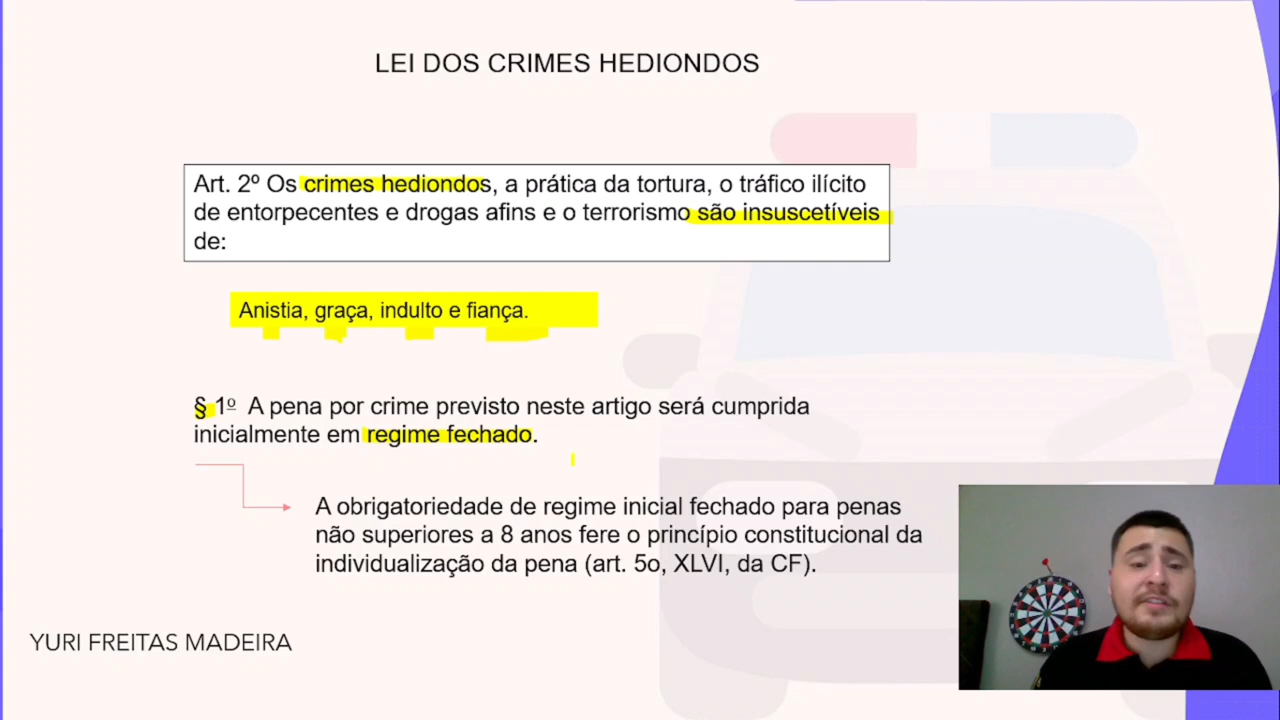 LEI DOS CRIMES HEDIONDOS
Art. 2º Os crimes hediondos, a prática da tortura, o tráfico ilícito
de entorpecentes e drogas afins e o terrorismo são insuscetíveis
de:
Anistia, graça, indulto e fiança.
§ 1º A pena por crime previsto neste artigo será cumprida
inicialmente em regime fechado.
A obrigatoriedade de regime inicial fechado para penas
não superiores a 8 anos fere o princípio constitucional da
individualização da pena (art. 5o, XLVI, da CF).
YURI FREITAS MADEIRA